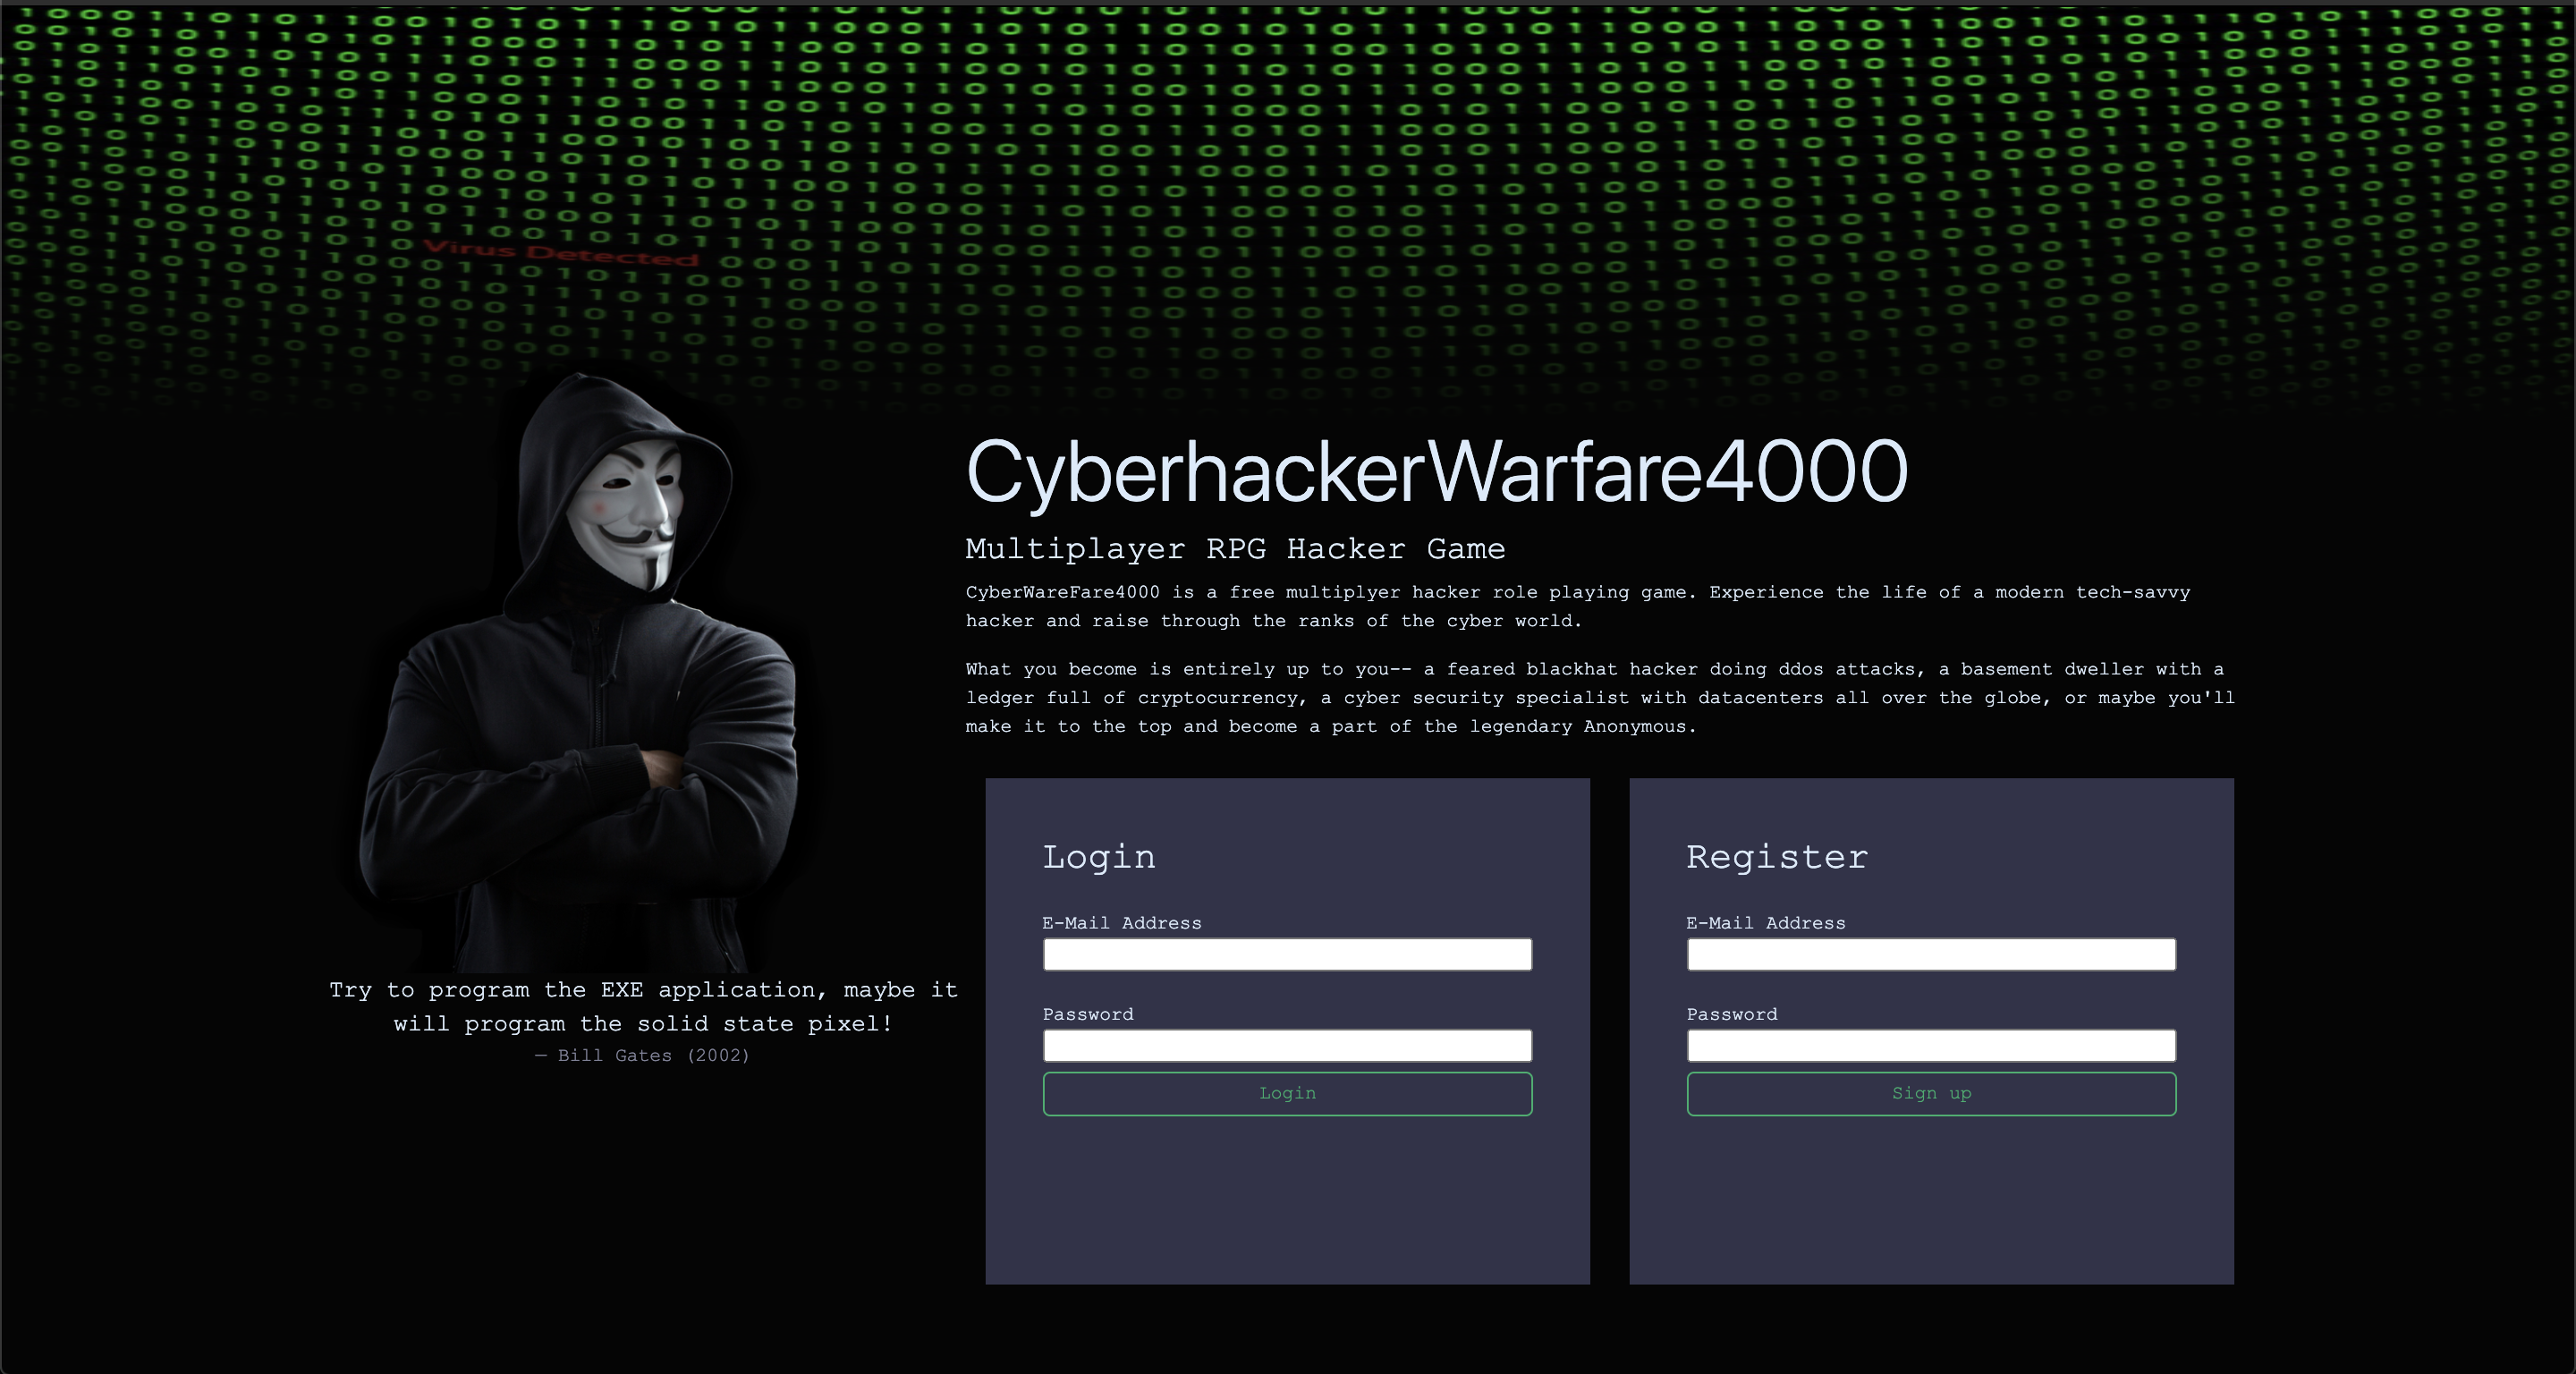 Virus Detected
CyberhackerWarfare4000
Multiplayer RPG Hacker Game
CyberWareFare4000 is a free multiplyer hacker role playing game. Experience the life of a modern tech-savvy
hacker and raise through the ranks of the cyber world.
What you become is entirely up to you-- a feared blackhat hacker doing ddos attacks, a basement dweller with a
ledger full of cryptocurrency, a cyber security specialist with datacenters all over the globe, or maybe you'll
make it to the top and become a part of the legendary Anonymous.
Try to program the EXE application, maybe it
will program the solid state pixel!
— Bill Gates (2002)
Login
E-Mail Address
Password
Login
Register
E-Mail Address
Password
Sign up